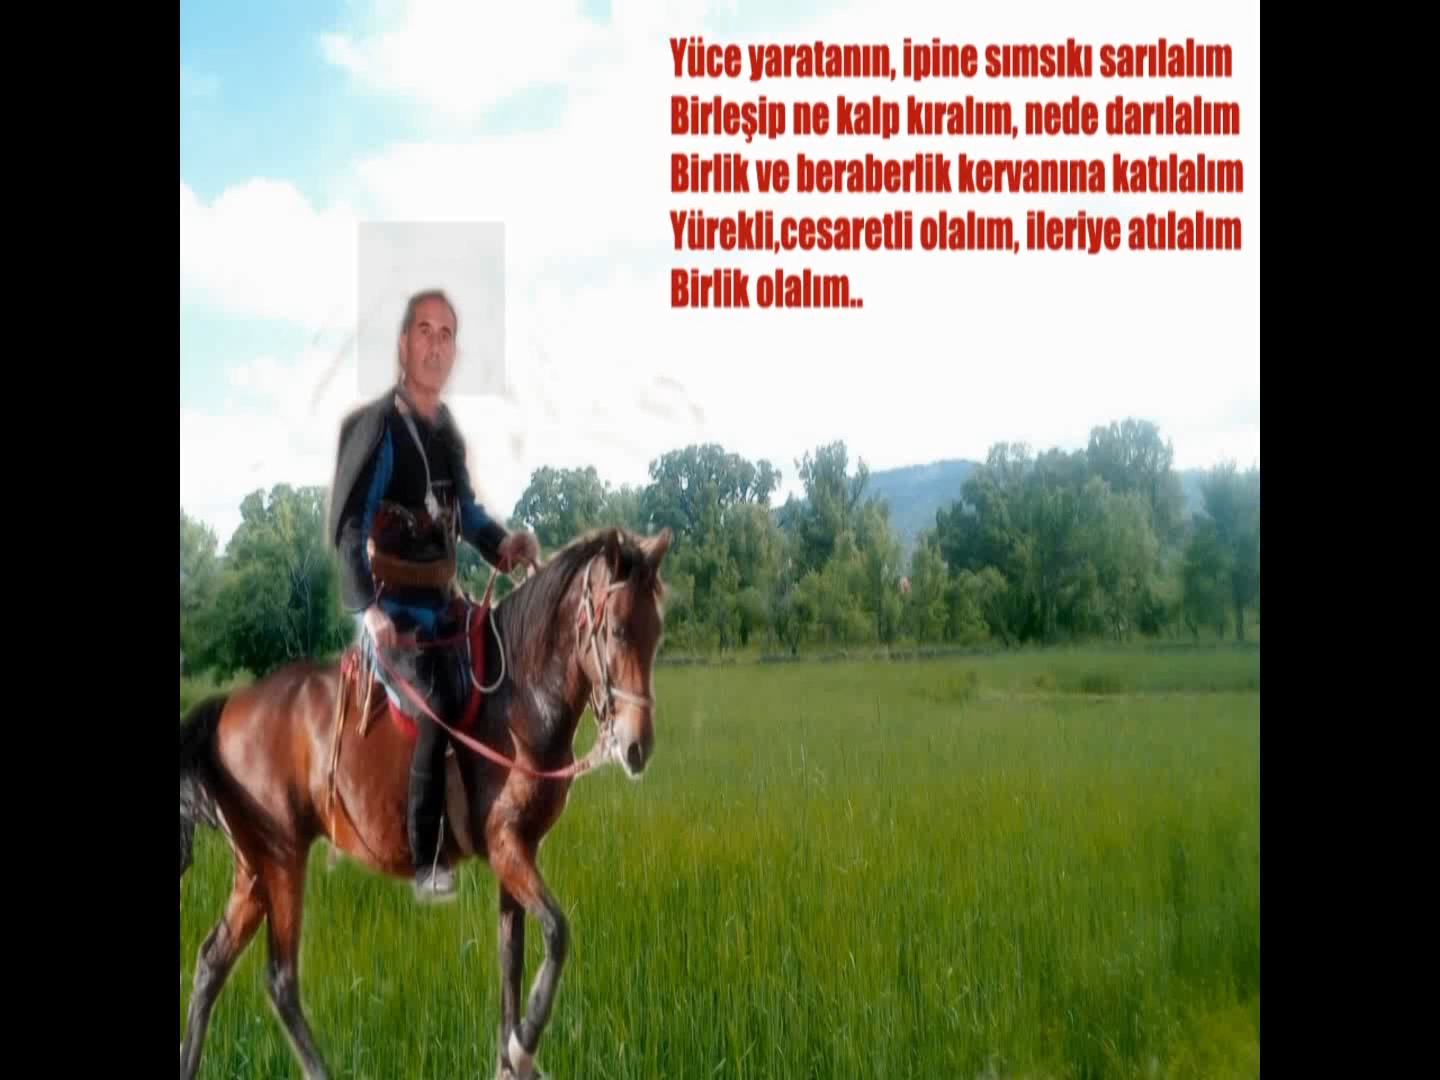 Yüce yaratanın, ipine sımsıkı sarılalım
Birleşip ne kalp kıralım, nede darılalım
Birlik ve beraberlik kervanına katılalım
Yürekli,cesaretli olalım, ileriye atılalım
Birlik olalım..